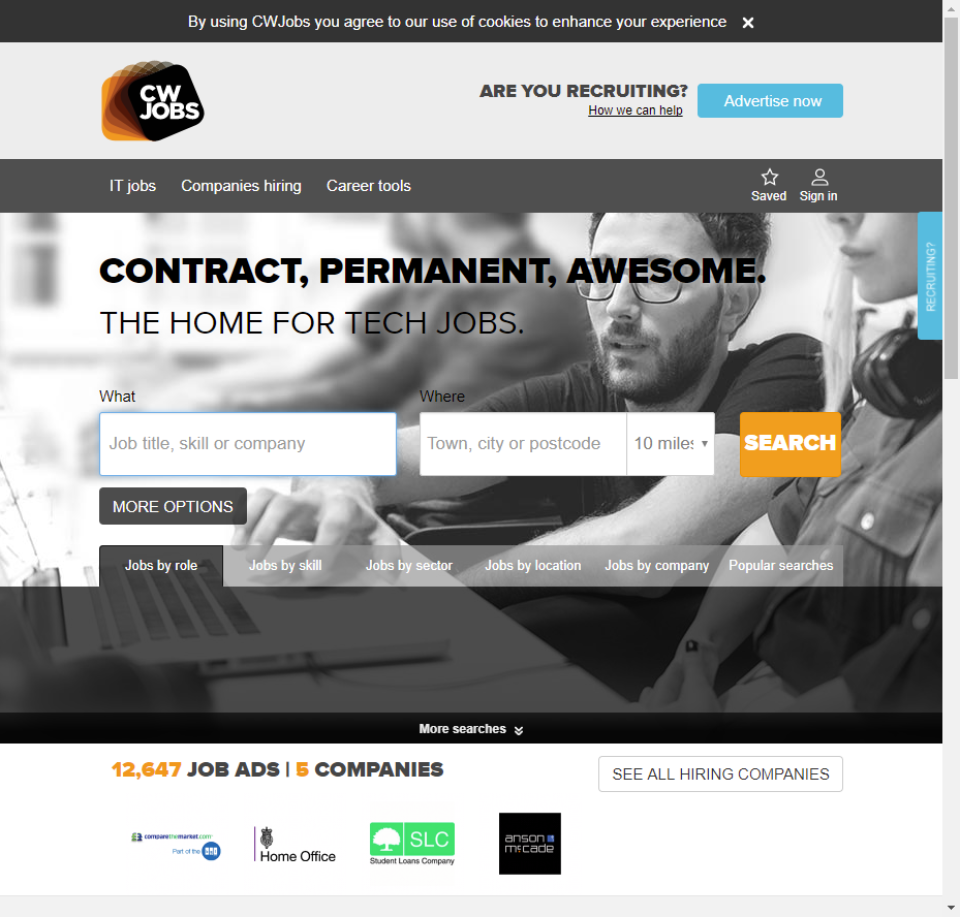 By using CWJobs you agree to our use of cookies to enhance your experience ×
CW
JOBS
ARE YOU RECRUITING?
How we can help
Advertise now
IT jobs Companies hiring Career tools
Saved Sign in
RECRUITING?
CONTRACT, PERMANENT, AWESOME.
THE HOME FOR TECH JOBS.
What Where
Job title, skill or company Town, city or postcode 10 miles SEARCH
MORE OPTIONS
Jobs by role Jobs by skill Jobs by sector Jobs by location Jobs by company Popular searches
More searches
12,647 JOB ADS | 5 COMPANIES
SEE ALL HIRING COMPANIES
comparethemarket.com
Part of the
Home Office
SLC
Student Loans Company
anson
mccade